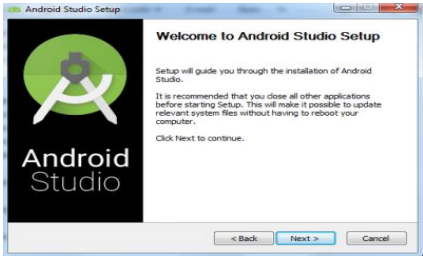 Android Studio Setup
Welcome to Android Studio Setup
Setup will guide you through the installation of Android
Studio.
It is recommended that you close all other applications
before starting Setup. This will make it possible to update
relevant system files without having to reboot your
computer.
Click Next to continue.
Android
Studio
< Back
Next >
Cancel